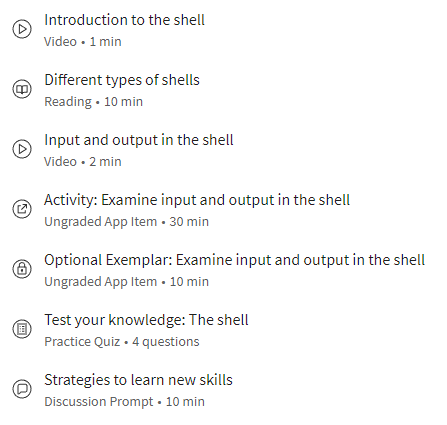 Introduction to the shell
Video • 1 min
Different types of shells
Reading • 10 min
Input and output in the shell
Video • 2 min
Activity: Examine input and output in the shell
Ungraded App Item • 30 min
Optional Exemplar: Examine input and output in the shell
Ungraded App Item • 10 min
Test your knowledge: The shell
Practice Quiz • 4 questions
Strategies to learn new skills
Discussion Prompt • 10 min